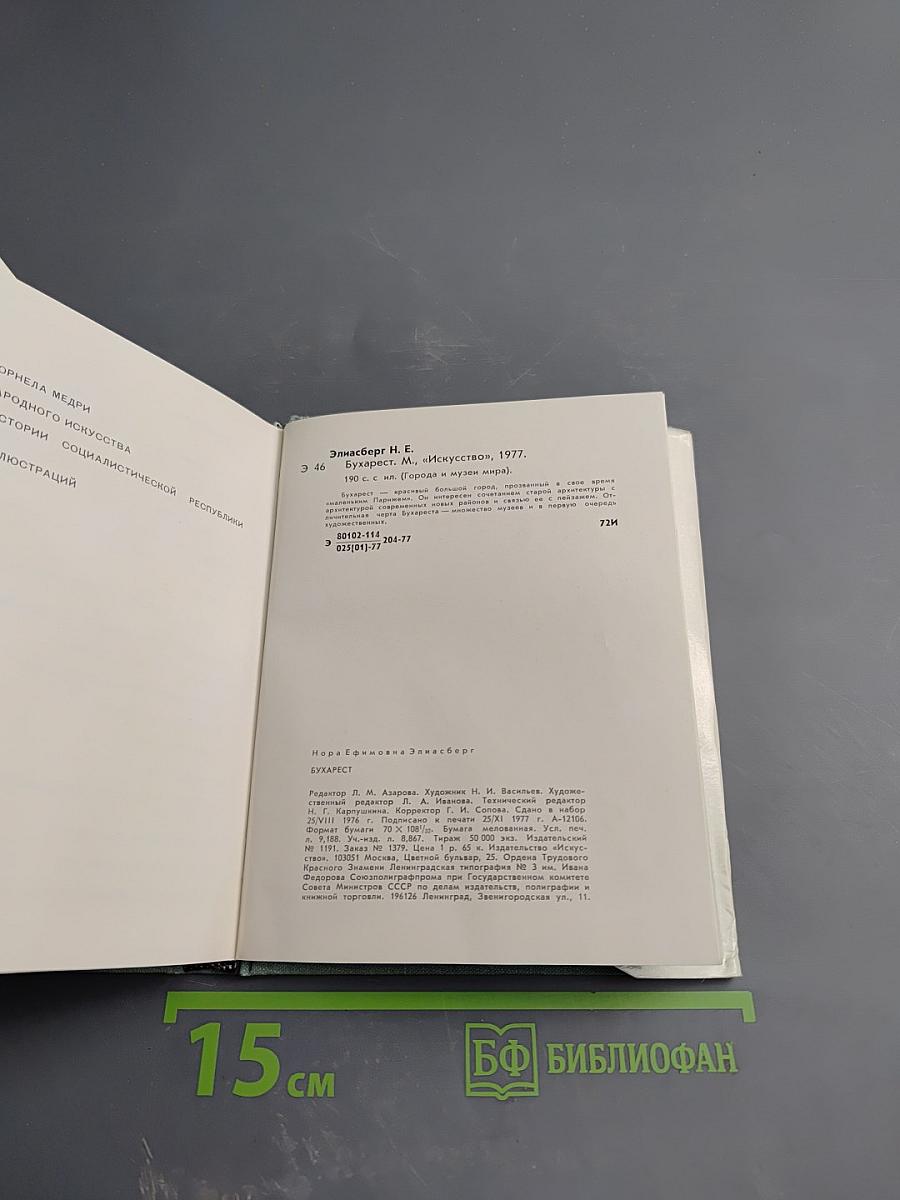 ОРНЕЛА МЕДРИ
АРОДНОГО ИСКУССТВА
СТОРИИ СОЦИАЛИСТИЧЕСКОЙ РЕСПУБЛИКИ
ЛЮСТРАЦИЙ
Элиасберг Н. Е.
Э 46 Бухарест. М., «Искусство», 1977.
190 с. с ил. (Города и музеи мира).
Бухарест — красивый большой город, прозванный в свое время
«маленьким Парижем». Он интересен сочетанием старой архитектуры с
архитектурой современных новых районов и связью ее с пейзажем. От-
личительная черта Бухареста — множество музеев и в первую очередь
художественных.
Э 80102-114
025(01)-77 204-77
72И
Нора Ефимовна Элиасберг
БУХАРЕСТ
Редактор Л. М. Азарова. Художник Н. И. Васильев. Художе-
ственный редактор Л. А. Иванова. Технический редактор
Н. Г. Карпушкина. Корректор Г. И. Сопова. Сдано в набор
25/VIII 1976 г. Подписано к печати 25/XI 1977 г. А-12106.
Формат бумаги 70 × 108¹/₃₂. Бумага мелованная. Усл. печ.
л. 9,188. Уч.-изд. л. 8,867. Тираж 50 000 экз. Издательский
№ 1191. Заказ № 1379. Цена 1 р. 65 к. Издательство «Искус-
ство». 103051 Москва, Цветной бульвар, 25. Ордена Трудового
Красного Знамени Ленинградская типография № 3 им. Ивана
Федорова Союзполиграфпрома при Государственном комитете
Совета Министров СССР по делам издательств, полиграфии и
книжной торговли. 196126 Ленинград, Звенигородская ул., 11.
15 см
БФ БИБЛИОФАН